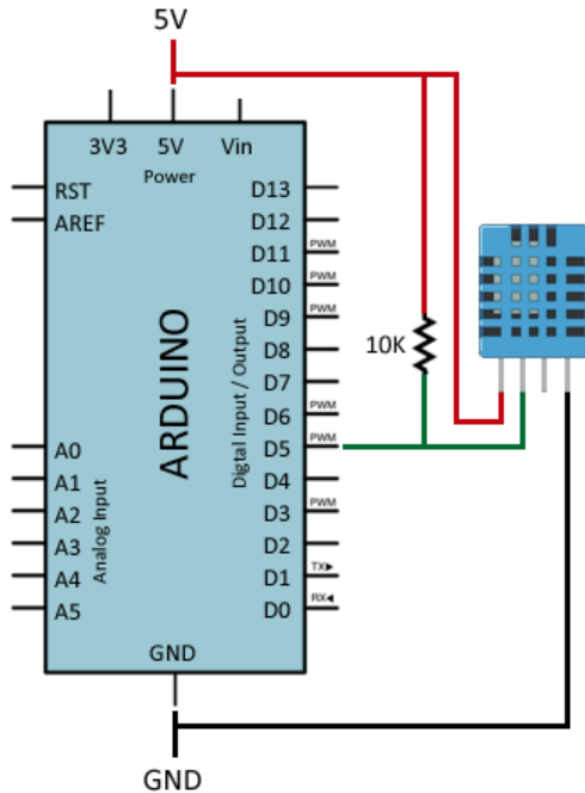 5V
3V3 5V Vin
Power
RST
AREF
D13
D12
PWM
D11
PWM
D10
PWM
D9
D8
D7
PWM
D6
PWM
D5
D4
PWM
D3
D2
TX▶
D1
RX◀
D0
10K
ARDUINO
Digtal Input / Output
Analog Input
A0
A1
A2
A3
A4
A5
GND
GND